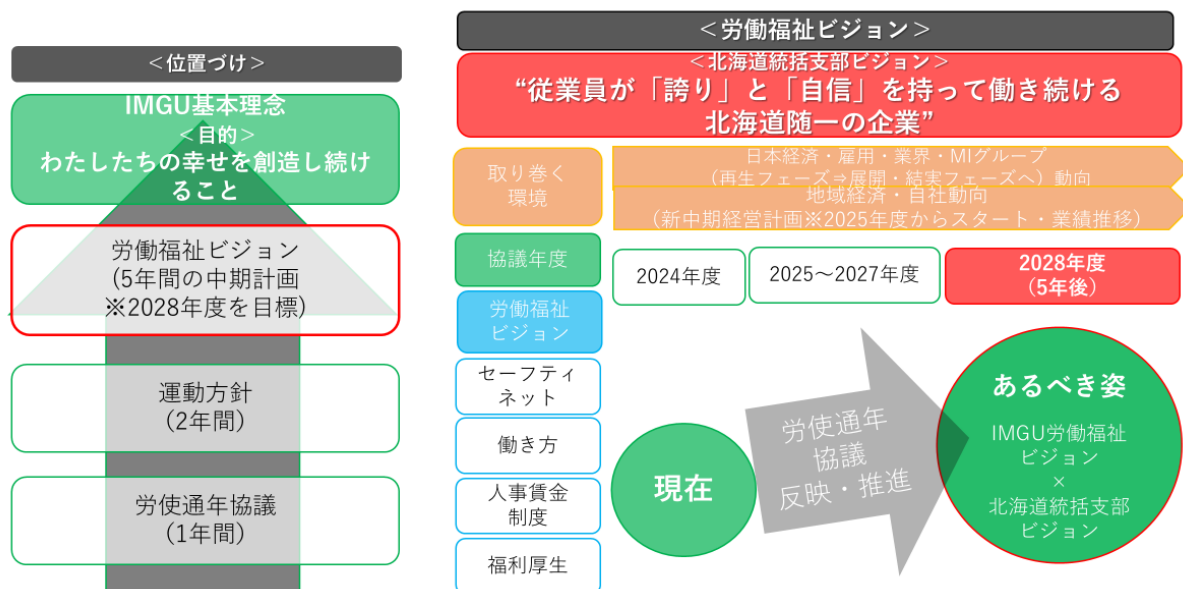 ＜位置づけ＞
IMGU基本理念
＜目的＞
わたしたちの幸せを創造し続け
ること
労働福祉ビジョン
(5年間の中期計画
※2028年度を目標)
運動方針
(2年間)
労使通年協議
(1年間)
＜労働福祉ビジョン＞
＜北海道統括支部ビジョン＞
“従業員が「誇り」と「自信」を持って働き続ける
北海道随一の企業”
取り巻く
環境
日本経済・雇用・業界・MIグループ
（再生フェーズ⇒展開・結実フェーズへ）動向
地域経済・自社動向
（新中期経営計画※2025年度からスタート・業績推移）
協議年度
2024年度
2025～2027年度
2028年度
（5年後）
労働福祉
ビジョン
セーフティ
ネット
働き方
人事賃金
制度
福利厚生
現在
労使通年
協議
反映・推進
あるべき姿
IMGU労働福祉
ビジョン
×
北海道統括支部
ビジョン